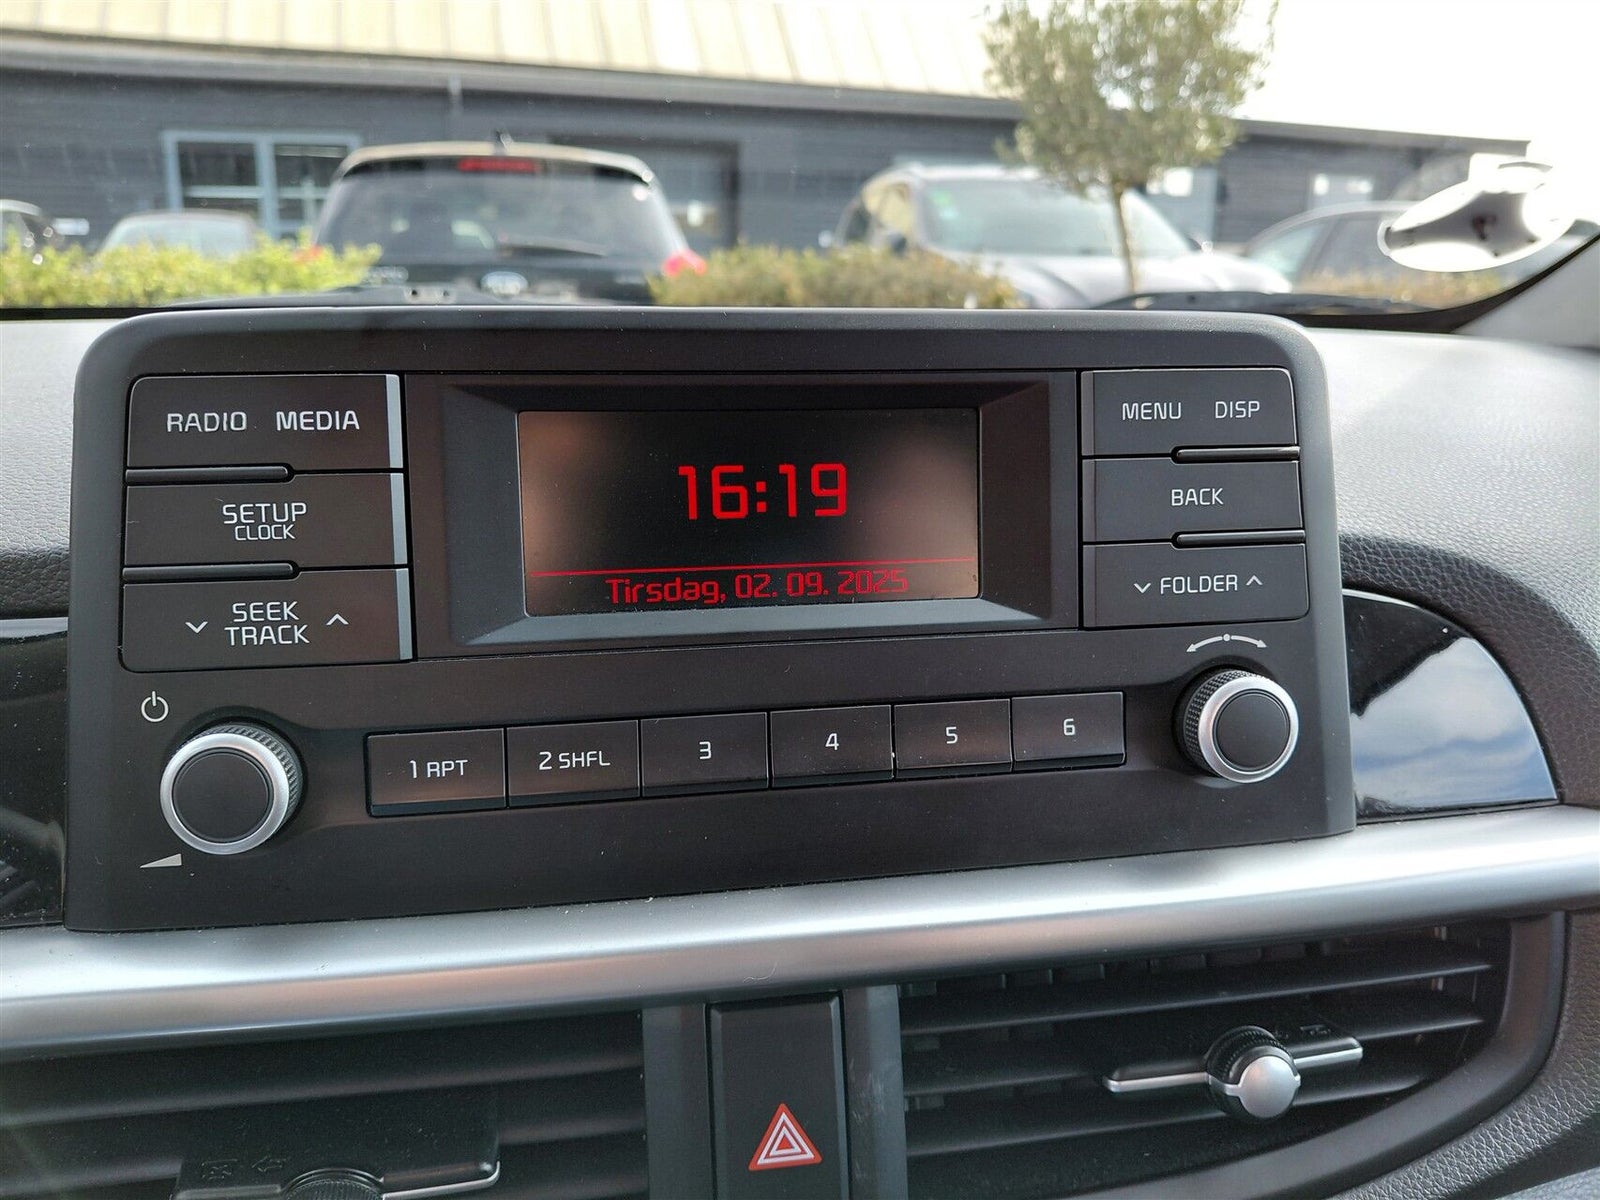 RADIO MEDIA
SETUP
CLOCK
SEEK
TRACK
16:19
Tirsdag, 02. 09. 2025
MENU DISP
BACK
FOLDER
1 RPT
2 SHFL
3
4
5
6